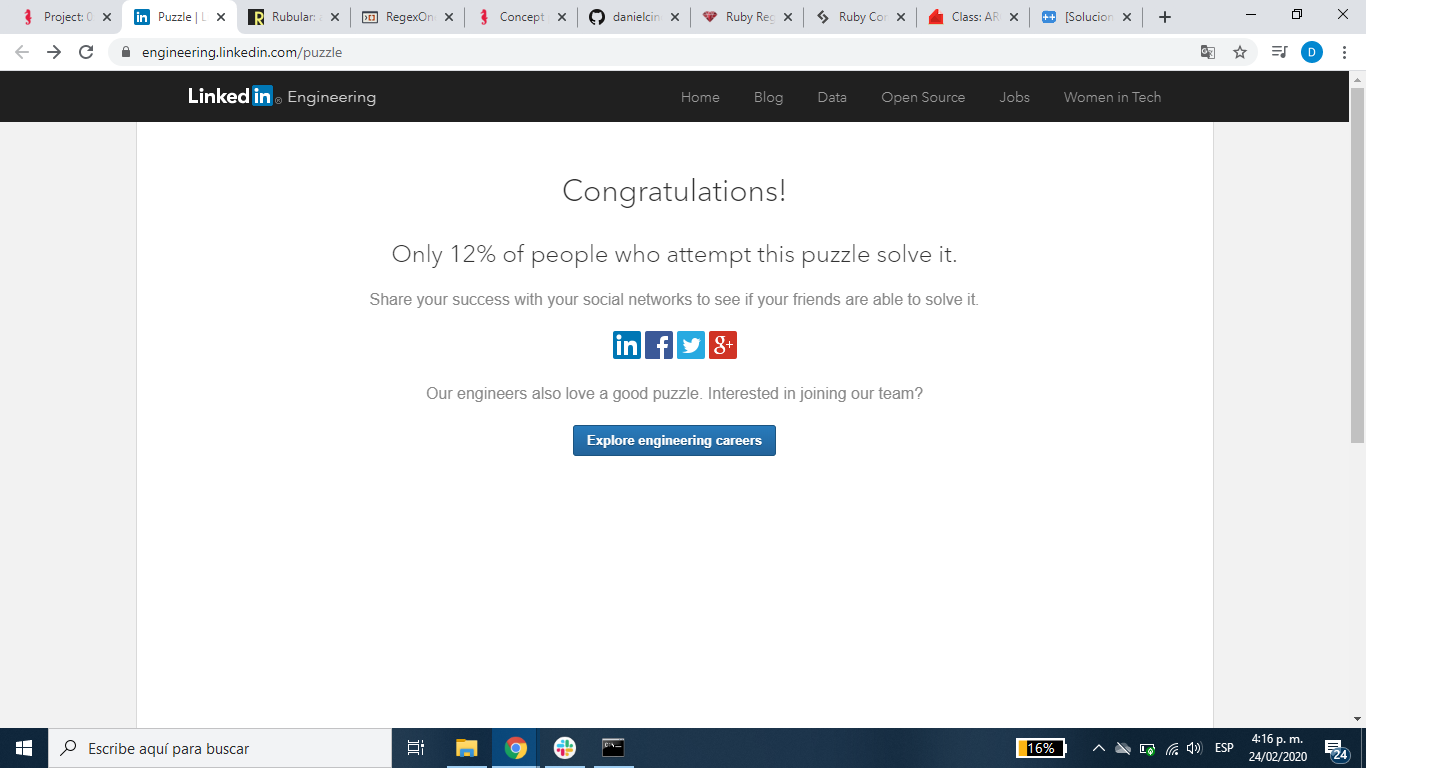 Project: 0
Puzzle | L
Rubular: a
RegexOn
Concept
danielcin
Ruby Reg
Ruby Con
Class: AR
[Solucion
engineering.linkedin.com/puzzle
D
Linked in ® Engineering
Home Blog Data Open Source Jobs Women in Tech
Congratulations!
Only 12% of people who attempt this puzzle solve it.
Share your success with your social networks to see if your friends are able to solve it.
in f g+
Our engineers also love a good puzzle. Interested in joining our team?
Explore engineering careers
Escribe aquí para buscar
16%
ESP
4:16 p. m.
24/02/2020
24